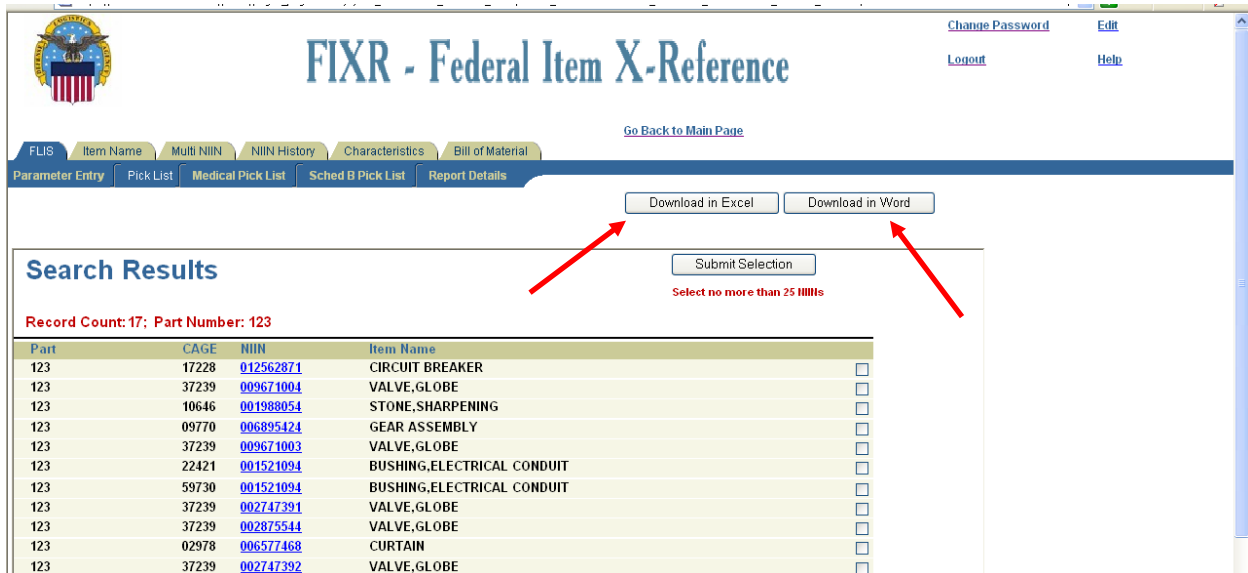 Change Password Edit
FIXR - Federal Item X-Reference
Logout Help
Go Back to Main Page
FLIS Item Name Multi NIIN NIIN History Characteristics Bill of Material
Parameter Entry Pick List Medical Pick List Sched B Pick List Report Details
Download in Excel Download in Word
Search Results Submit Selection
Select no more than 25 NIINs
Record Count: 17; Part Number: 123
Part CAGE NIIN Item Name
123 17228 012562871 CIRCUIT BREAKER
123 37239 009671004 VALVE,GLOBE
123 10646 001988054 STONE,SHARPENING
123 09770 006895424 GEAR ASSEMBLY
123 37239 009671003 VALVE,GLOBE
123 22421 001521094 BUSHING,ELECTRICAL CONDUIT
123 59730 001521094 BUSHING,ELECTRICAL CONDUIT
123 37239 002747391 VALVE,GLOBE
123 37239 002875544 VALVE,GLOBE
123 02978 006577468 CURTAIN
123 37239 002747392 VALVE,GLOBE